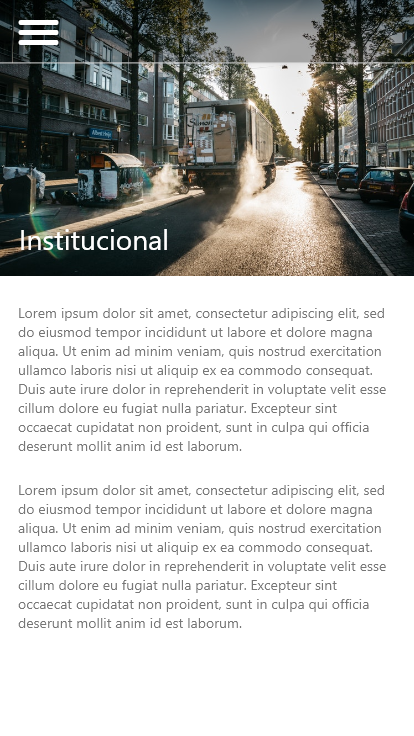 Institucional
Lorem ipsum dolor sit amet, consectetur adipiscing elit, sed
do eiusmod tempor incididunt ut labore et dolore magna
aliqua. Ut enim ad minim veniam, quis nostrud exercitation
ullamco laboris nisi ut aliquip ex ea commodo consequat.
Duis aute irure dolor in reprehenderit in voluptate velit esse
cillum dolore eu fugiat nulla pariatur. Excepteur sint
occaecat cupidatat non proident, sunt in culpa qui officia
deserunt mollit anim id est laborum.
Lorem ipsum dolor sit amet, consectetur adipiscing elit, sed
do eiusmod tempor incididunt ut labore et dolore magna
aliqua. Ut enim ad minim veniam, quis nostrud exercitation
ullamco laboris nisi ut aliquip ex ea commodo consequat.
Duis aute irure dolor in reprehenderit in voluptate velit esse
cillum dolore eu fugiat nulla pariatur. Excepteur sint
occaecat cupidatat non proident, sunt in culpa qui officia
deserunt mollit anim id est laborum.